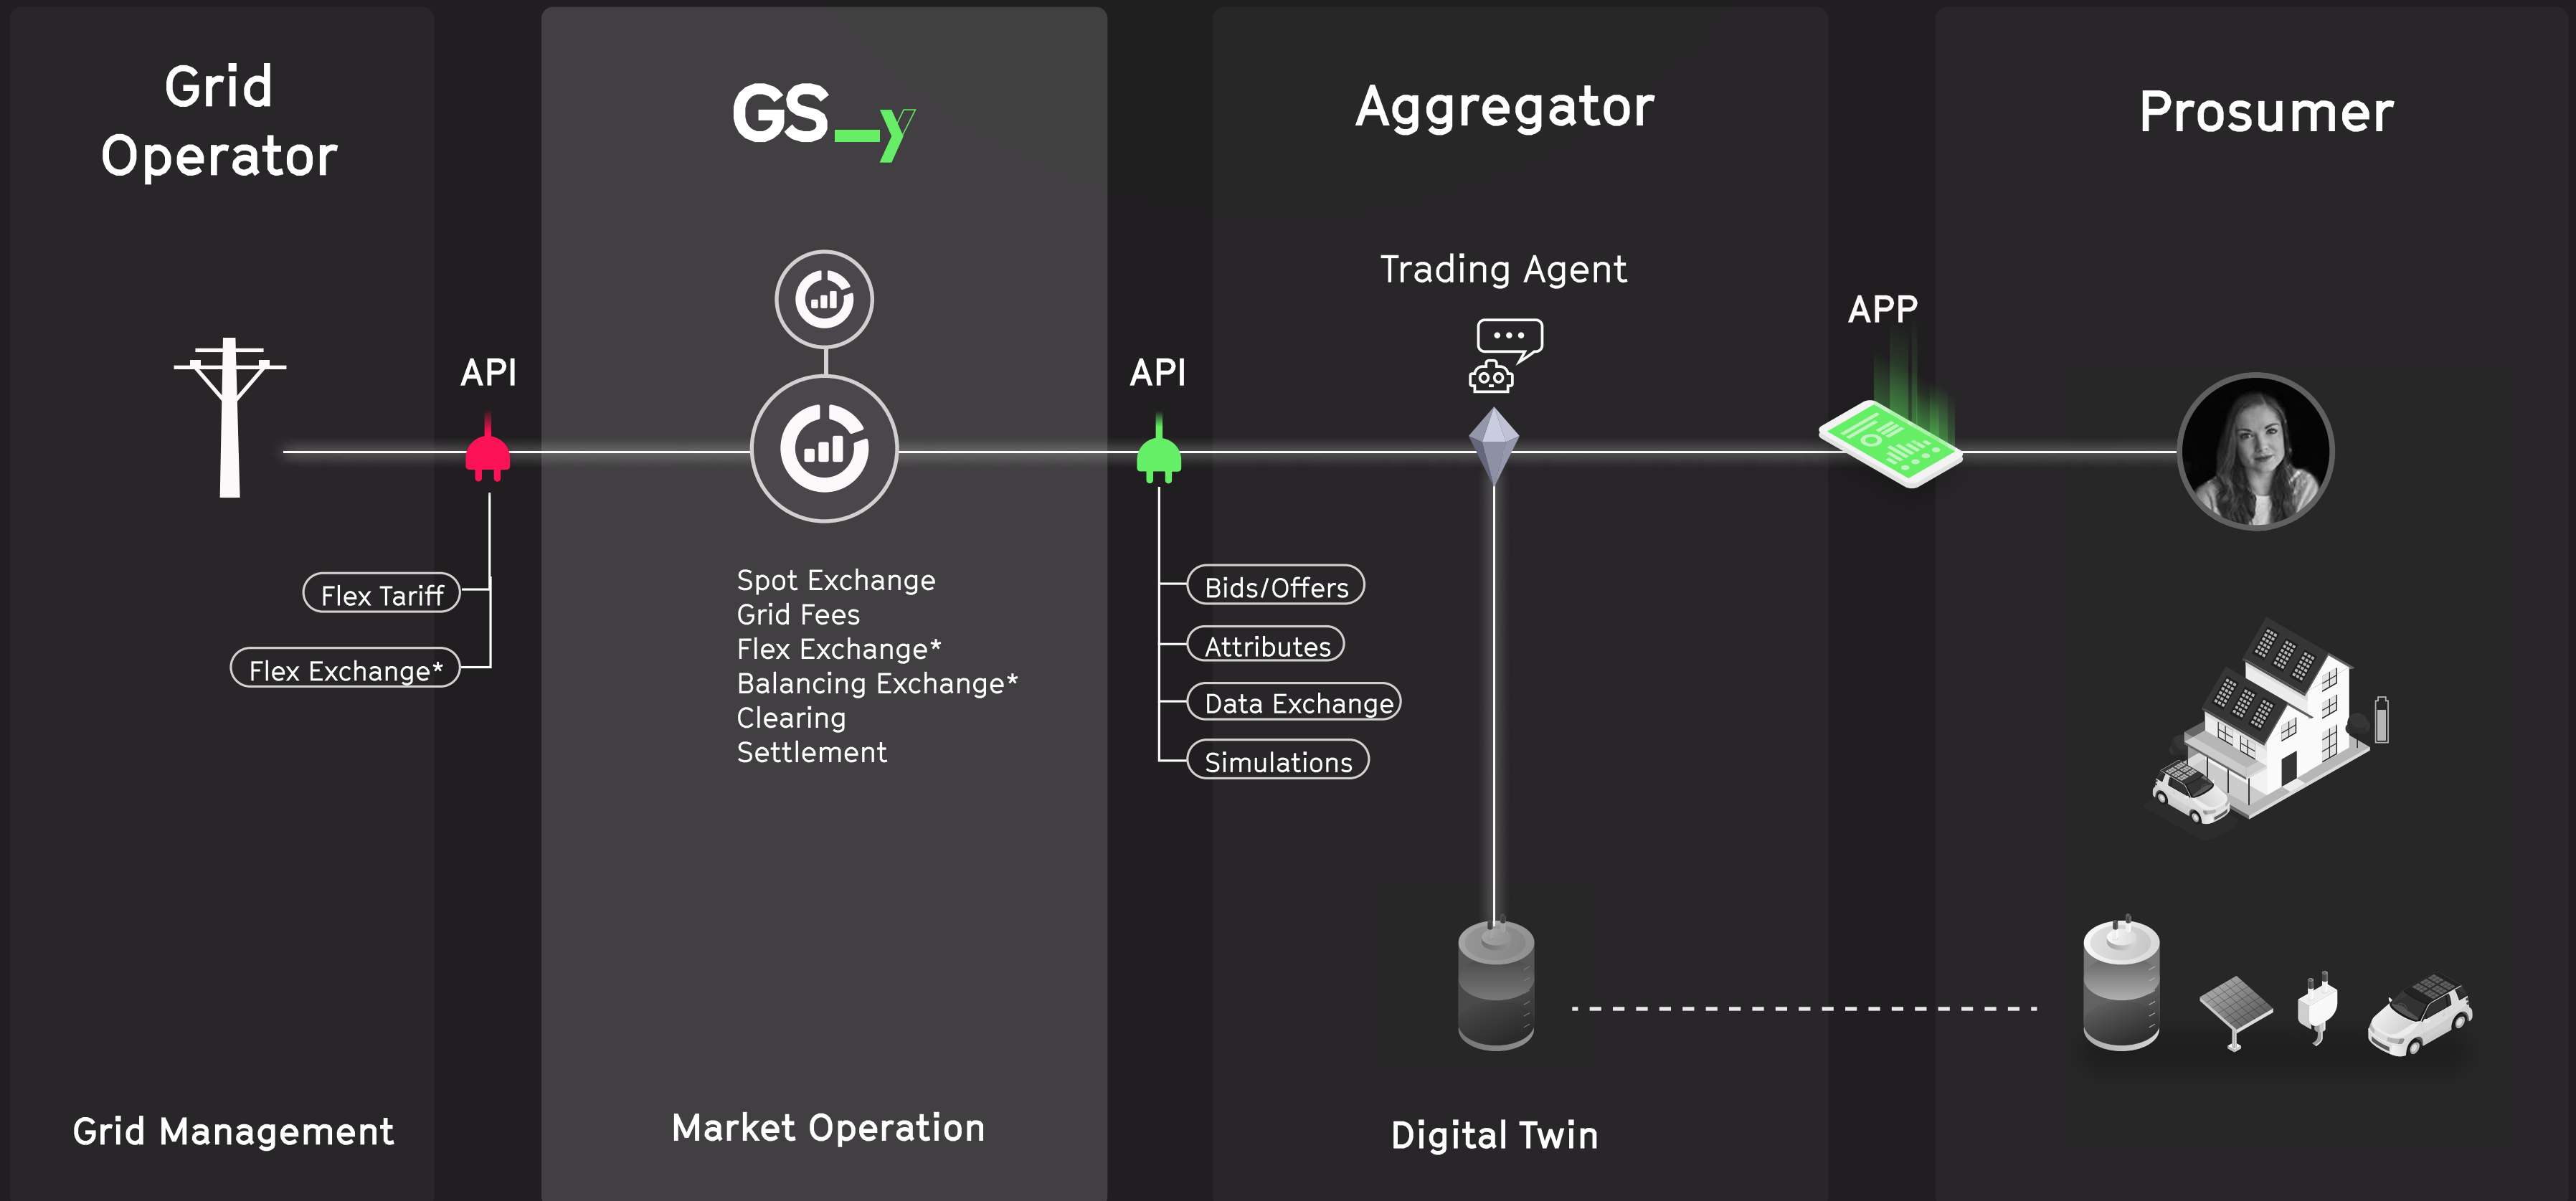 Grid
Operator
API
Flex Tariff
Flex Exchange*
Grid Management
GS_y
Spot Exchange
Grid Fees
Flex Exchange*
Balancing Exchange*
Clearing
Settlement
Market Operation
API
Bids/Offers
Attributes
Data Exchange
Simulations
Aggregator
Trading Agent
Digital Twin
APP
Prosumer